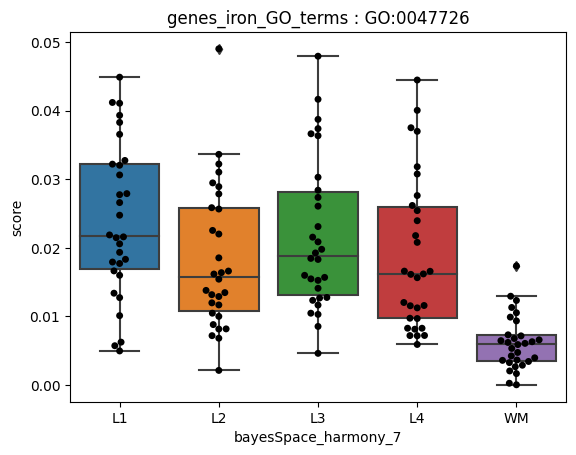 genes_iron_GO_terms : GO:0047726
0.05
0.04
0.03
0.02
0.01
0.00
score
L1 L2 L3 L4 WM
bayesSpace_harmony_7